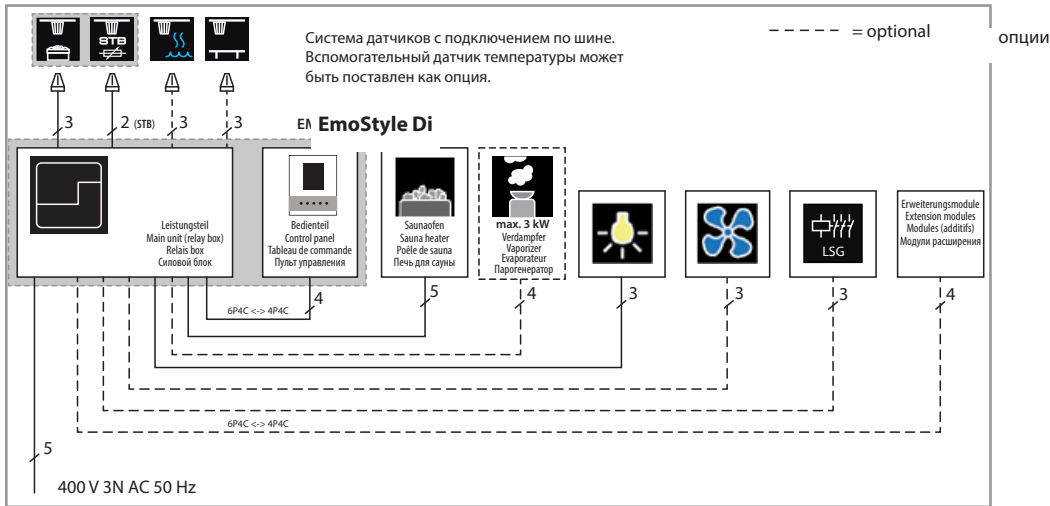 STB
Система датчиков с подключением по шине.
Вспомогательный датчик температуры может
быть поставлен как опция.
= optional
опции
3
2 (STB)
3
3
EmoStyle Di
Leistungsteil
Main unit (relay box)
Relais box
Силовой блок
Bedienteil
Control panel
Tableau de commande
Пульт управления
Saunaofen
Sauna heater
Poêle de sauna
Печь для сауны
max. 3 kW
Verdampfer
Vaporizer
Evaporateur
Парогенератор
LSG
Erweiterungsmodule
Extension modules
Modules (additifs)
Модули расширения
4
5
4
3
3
3
4
6P4C <-> 4P4C
6P4C <-> 4P4C
5
400 V 3N AC 50 Hz